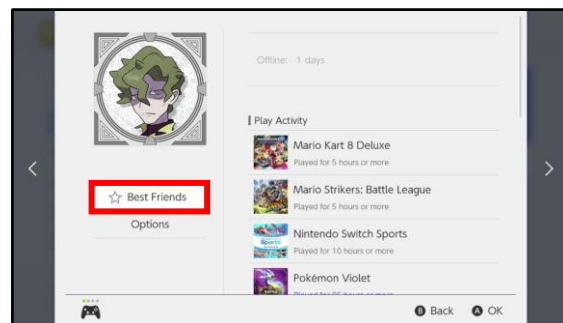 Offline: 1 days
Play Activity
Mario Kart 8 Deluxe
Played for 5 hours or more
Mario Strikers: Battle League
Played for 5 hours or more
Nintendo Switch Sports
Played for 10 hours or more
Pokémon Violet
Best Friends
Options
B Back
A OK